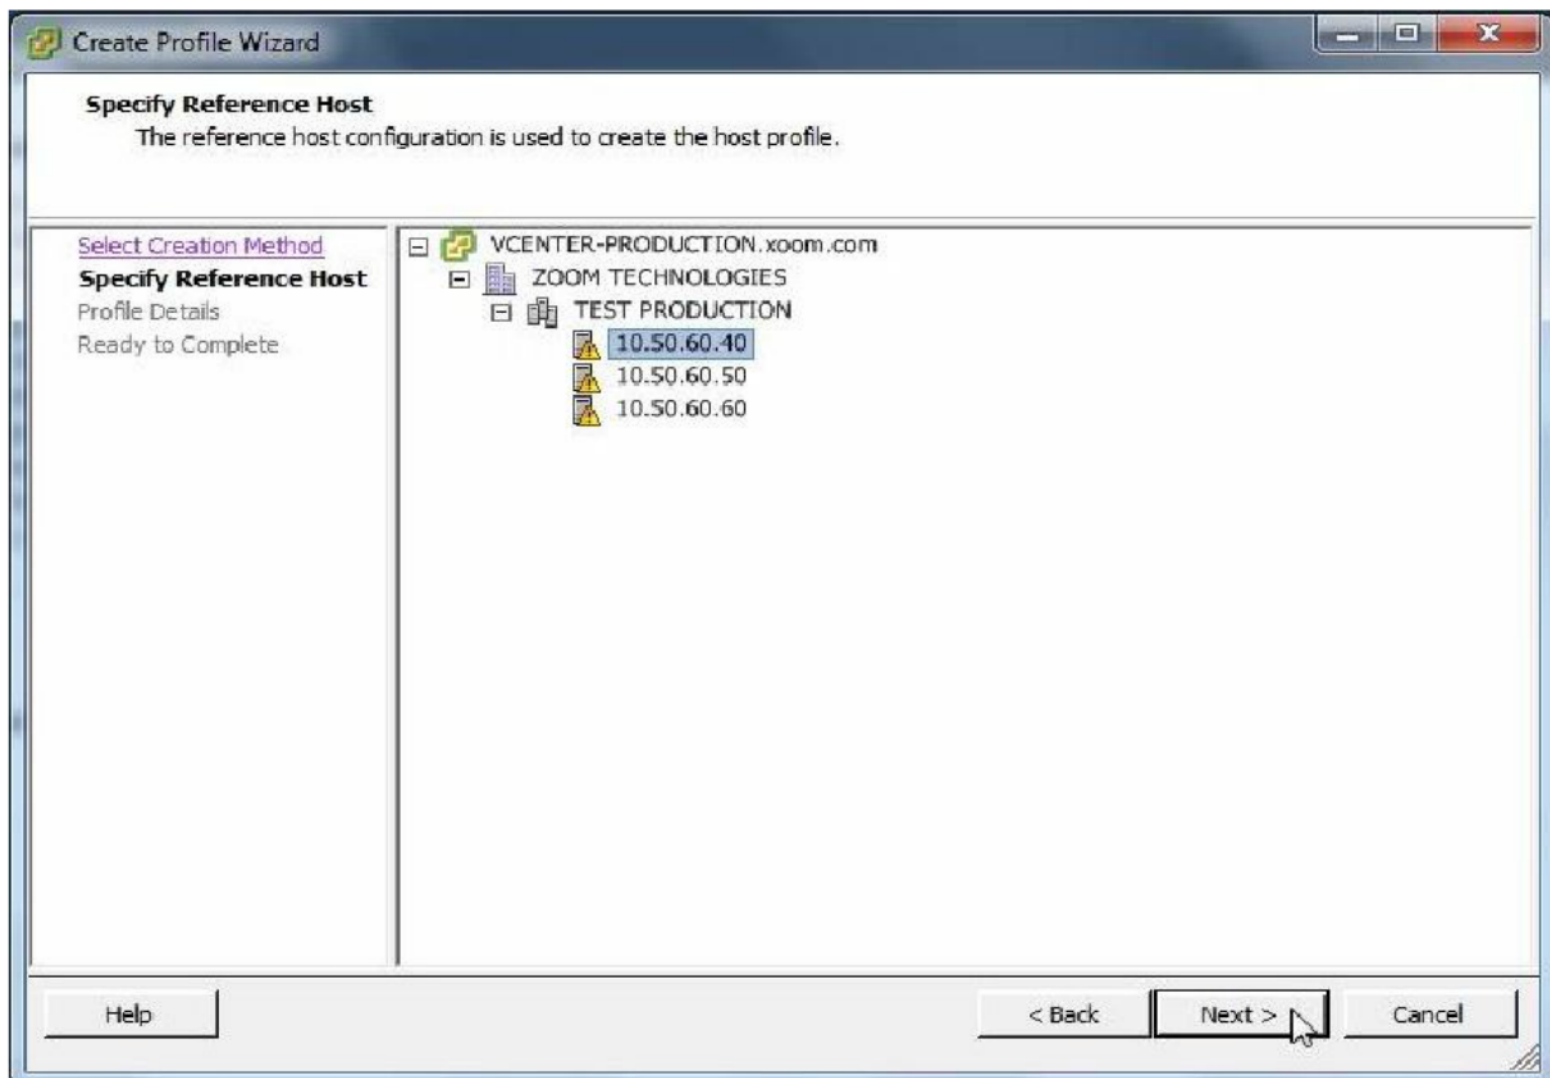 Create Profile Wizard
Specify Reference Host
The reference host configuration is used to create the host profile.
Select Creation Method
Specify Reference Host
Profile Details
Ready to Complete
VCENTER-PRODUCTION.xoom.com
ZOOM TECHNOLOGIES
TEST PRODUCTION
10.50.60.40
10.50.60.50
10.50.60.60
Help
< Back
Next >
Cancel